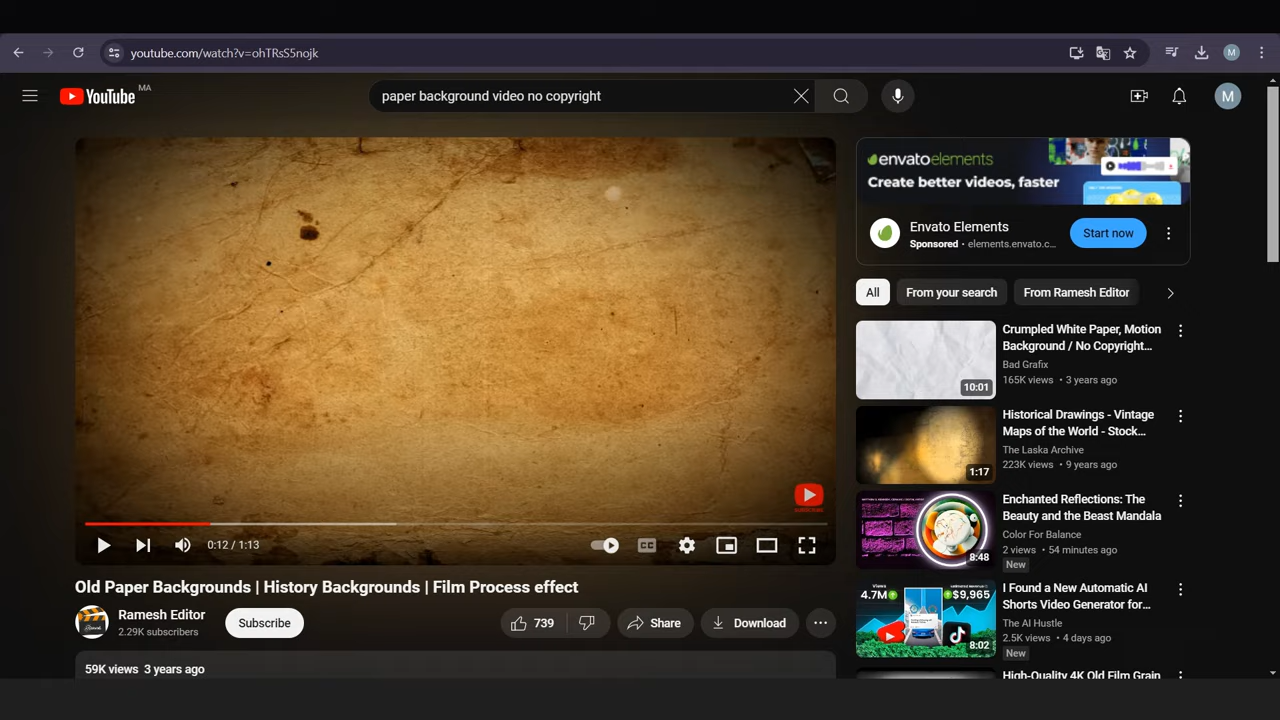 youtube.com/watch?v=ohTRsS5nojk
M
YouTube MA
paper background video no copyright
M
envatoelements
Create better videos, faster
Envato Elements
Sponsored • elements.envato.c...
Start now
All
From your search
From Ramesh Editor
Crumpled White Paper, Motion
Background / No Copyright...
Bad Grafix
165K views • 3 years ago
10:01
Historical Drawings - Vintage
Maps of the World - Stock...
The Laska Archive
223K views • 9 years ago
1:17
Enchanted Reflections: The
Beauty and the Beast Mandala
Color For Balance
2 views • 54 minutes ago
8:48
New
I Found a New Automatic AI
Shorts Video Generator for...
The AI Hustle
2.5K views • 4 days ago
Views
4.7M
$9,965
8:02
New
High-Quality 4K Old Film Grain
0:12 / 1:13
CC
Old Paper Backgrounds | History Backgrounds | Film Process effect
Ramesh Editor
2.29K subscribers
Subscribe
739
Share
Download
59K views 3 years ago